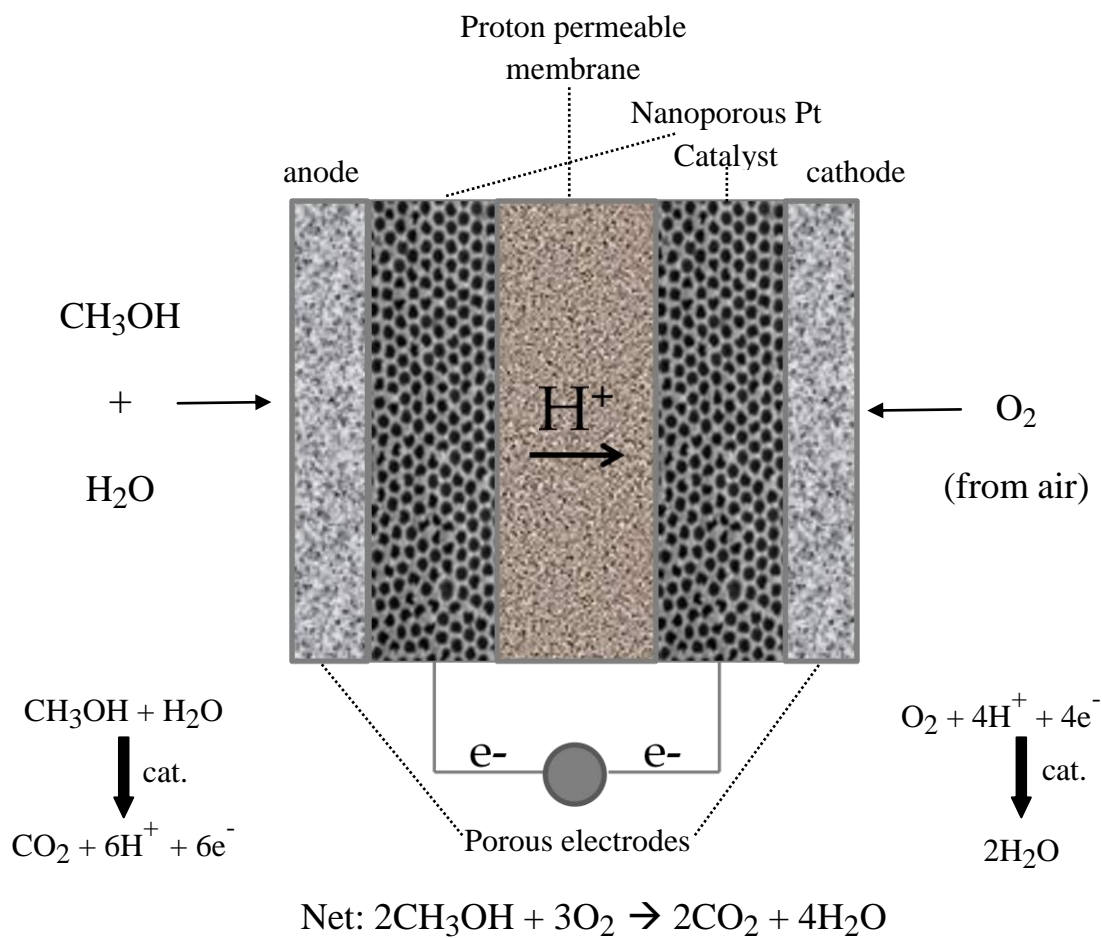 Proton permeable
membrane
Nanoporous Pt
Catalyst
anode
cathode
CH₃OH
+
H₂O
H⁺
O₂
(from air)
CH₃OH + H₂O
cat.
CO₂ + 6H⁺ + 6e⁻
e-
e-
O₂ + 4H⁺ + 4e⁻
cat.
2H₂O
Porous electrodes
Net: 2CH₃OH + 3O₂ → 2CO₂ + 4H₂O